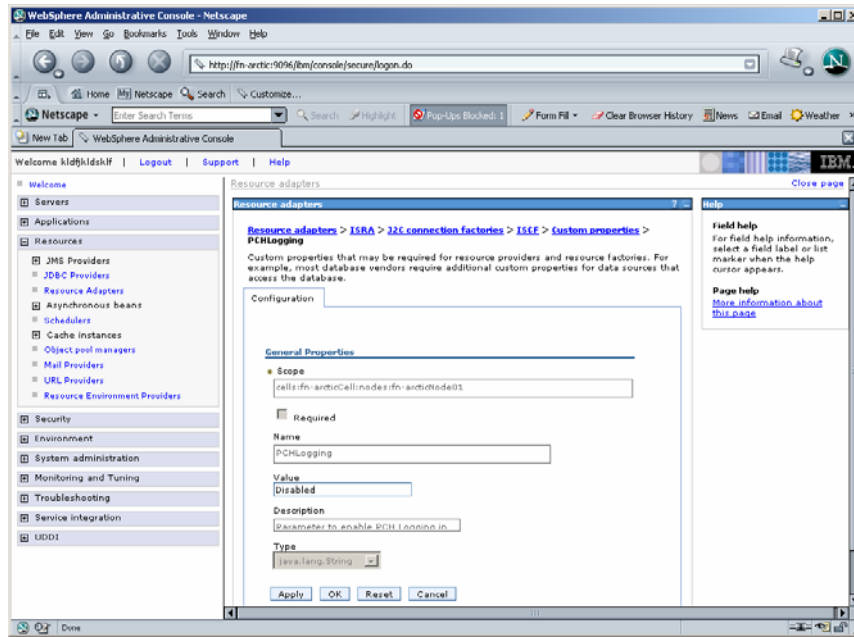 WebSphere Administrative Console - Netscape
File Edit View Go Bookmarks Tools Window Help
http://fn-arctic:9096/ibm/console/secure/logon.do
Home My Netscape Search Customize...
Netscape Enter Search Terms Search Highlight Pop-Ups Blocked: 1 Form Fill Clear Browser History News Email Weather
New Tab WebSphere Administrative Console
Welcome kldfjkldsklf | Logout | Support | Help
IBM.
Welcome
Servers
Applications
Resources
JMS Providers
JDBC Providers
Resource Adapters
Asynchronous beans
Schedulers
Cache instances
Object pool managers
Mail Providers
URL Providers
Resource Environment Providers
Security
Environment
System administration
Monitoring and Tuning
Troubleshooting
Service integration
UDDI
Resource adapters
Close page
Resource adapters ? –
Resource adapters > ISRA > J2C connection factories > ISCF > Custom properties >
PCHLogging
Custom properties that may be required for resource providers and resource factories. For
example, most database vendors require additional custom properties for data sources that
access the database.
Configuration
General Properties
Scope
cells:fn-arcticCell:nodes:fn-arcticNode01
Required
Name
PCHLogging
Value
Disabled
Description
Parameter to enable PCH Logging in
Type
java.lang.String
Apply OK Reset Cancel
Help
Field help
For field help information,
select a field label or list
marker when the help
cursor appears.
Page help
More information about
this page
Done